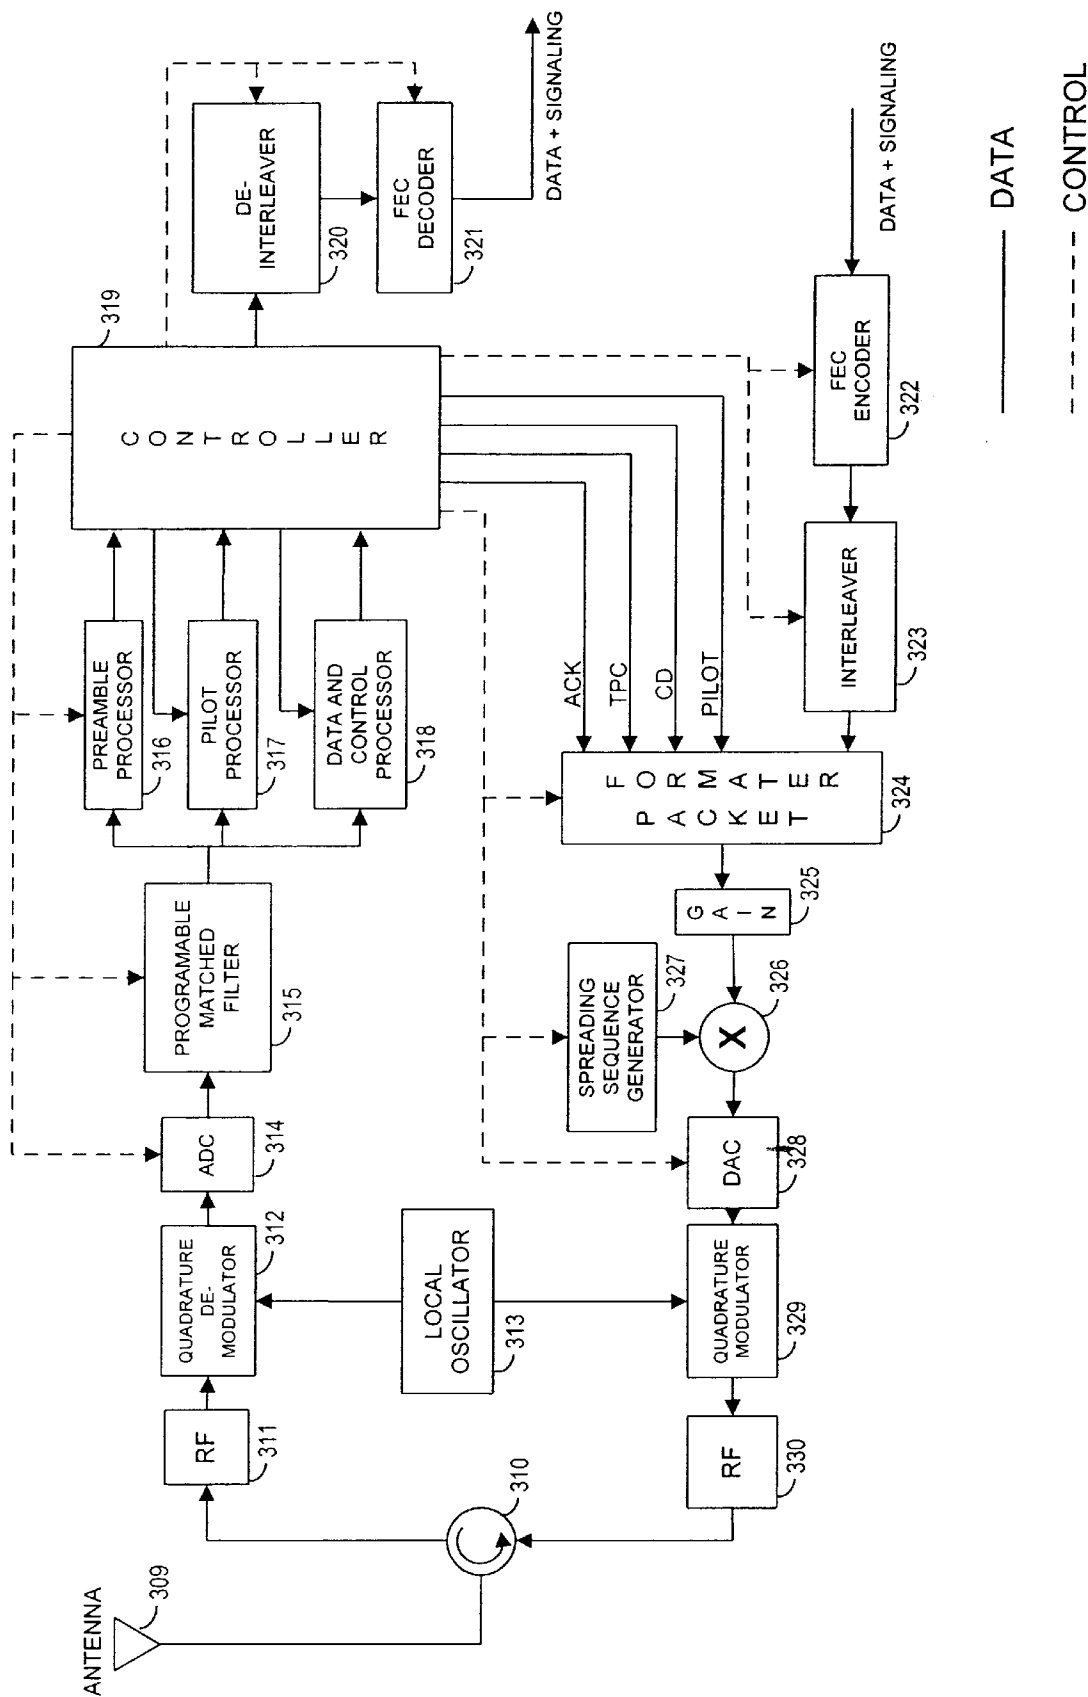 ANTENNA
309
310
RF
311
QUADRATURE
DE-
MODULATOR
312
LOCAL
OSCILLATOR
313
ADC
314
PROGRAMABLE
MATCHED
FILTER
315
PREAMBLE
PROCESSOR
316
PILOT
PROCESSOR
317
DATA AND
CONTROL
PROCESSOR
318
CONTROLLER
319
DE-
INTERLEAVER
320
FEC
DECODER
321
DATA + SIGNALING
ACK
TPC
CD
PILOT
RF
330
QUADRATURE
MODULATOR
329
DAC
328
SPREADING
SEQUENCE
GENERATOR
327
X
326
GAIN
325
PACKET
FORMATER
324
INTERLEAVER
323
FEC
ENCODER
322
DATA + SIGNALING
DATA
CONTROL